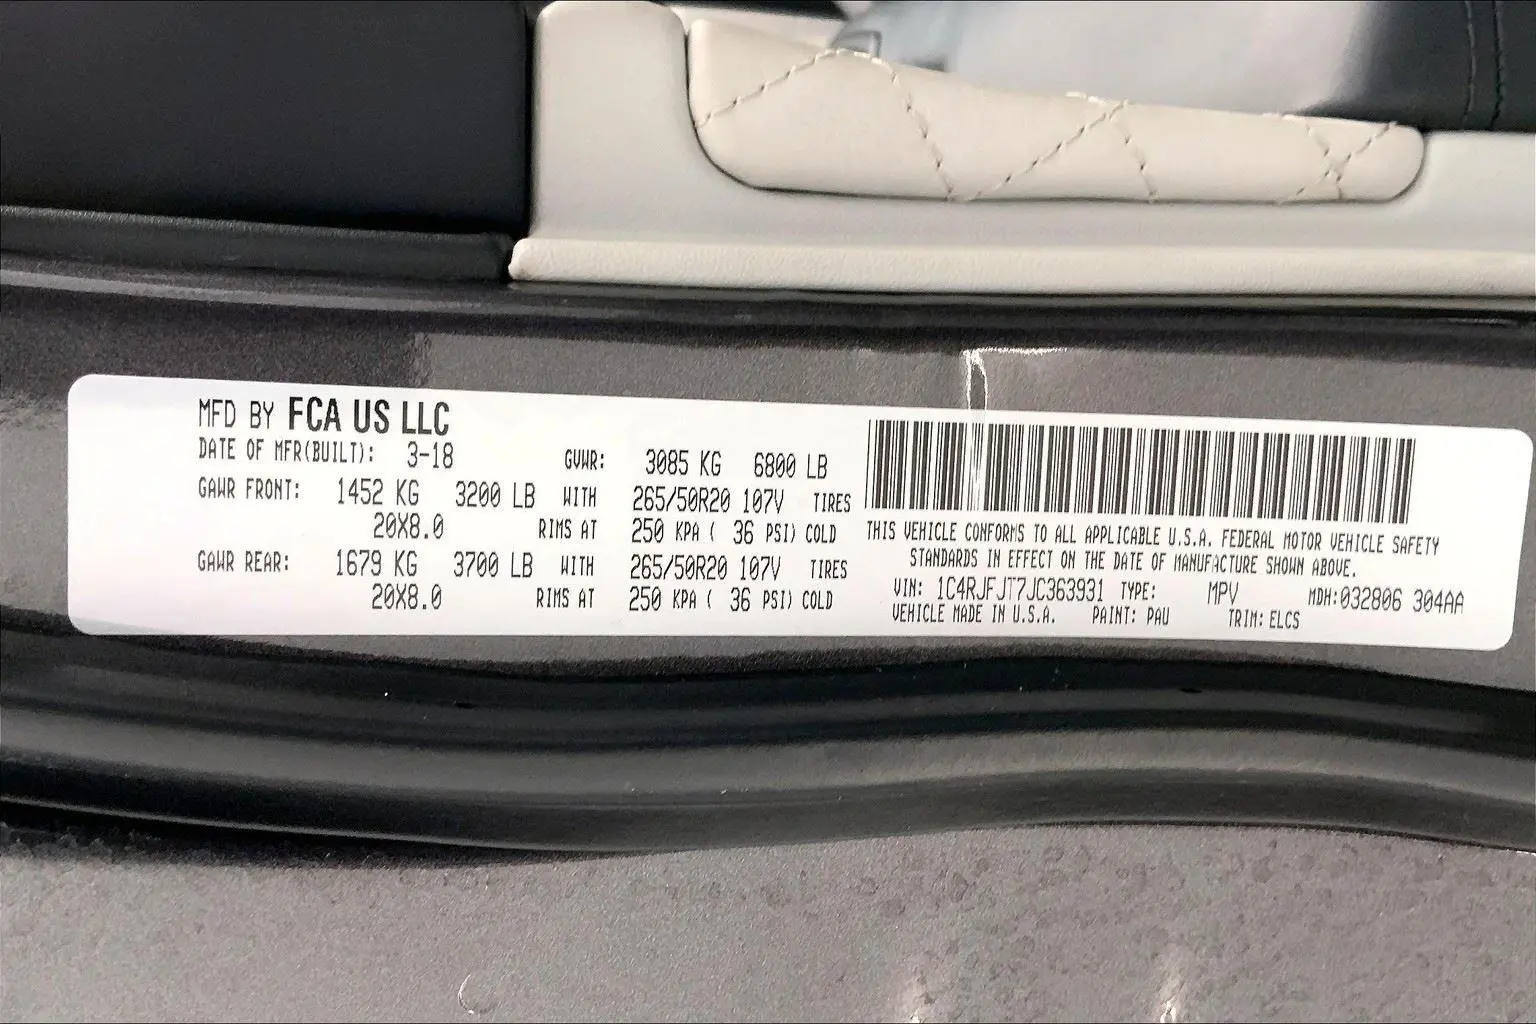 MFD BY FCA US LLC
DATE OF MFR(BUILT): 3-18 GVWR: 3085 KG 6800 LB
GAWR FRONT: 1452 KG 3200 LB WITH 265/50R20 107V TIRES
20X8.0 RIMS AT 250 KPA ( 36 PSI) COLD
GAWR REAR: 1679 KG 3700 LB WITH 265/50R20 107V TIRES
20X8.0 RIMS AT 250 KPA ( 36 PSI) COLD
THIS VEHICLE CONFORMS TO ALL APPLICABLE U.S.A. FEDERAL MOTOR VEHICLE SAFETY
STANDARDS IN EFFECT ON THE DATE OF MANUFACTURE SHOWN ABOVE.
VIN: 1C4RJFJT7JC363931 TYPE: MPV MDH:032806 304AA
VEHICLE MADE IN U.S.A. PAINT: PAU TRIM: ELCS